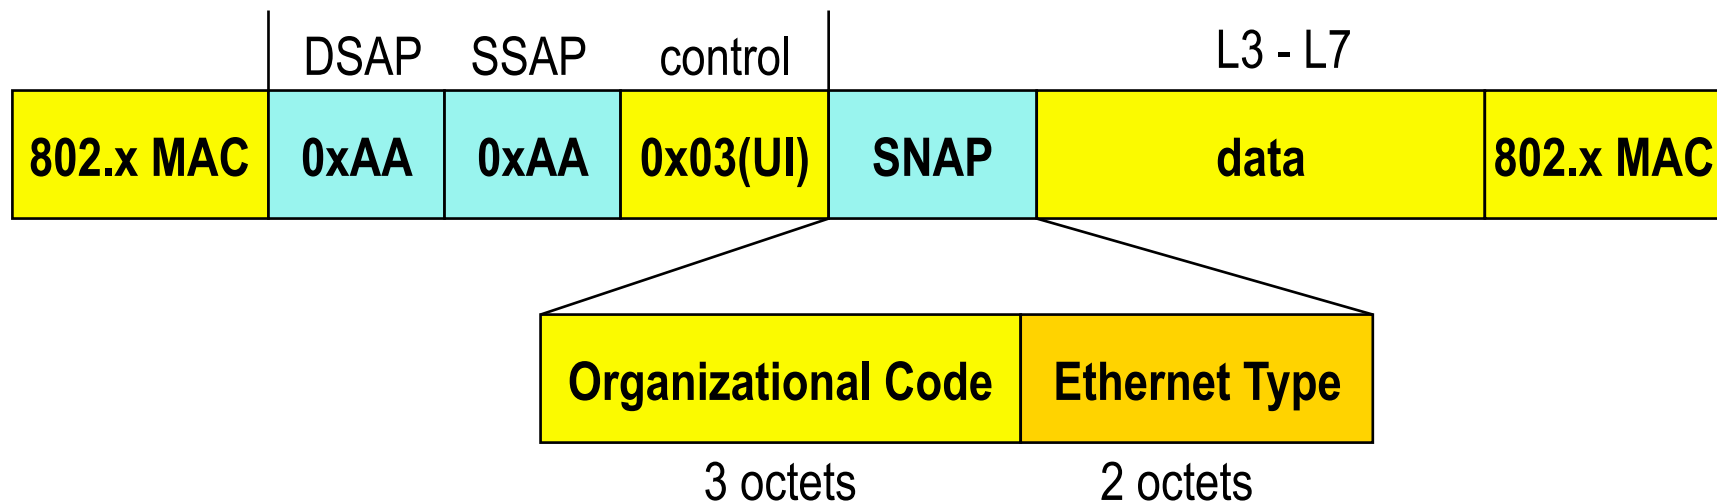 DSAP SSAP control L3 - L7
802.x MAC 0xAA 0xAA 0x03(UI) SNAP data 802.x MAC
Organizational Code Ethernet Type
3 octets 2 octets